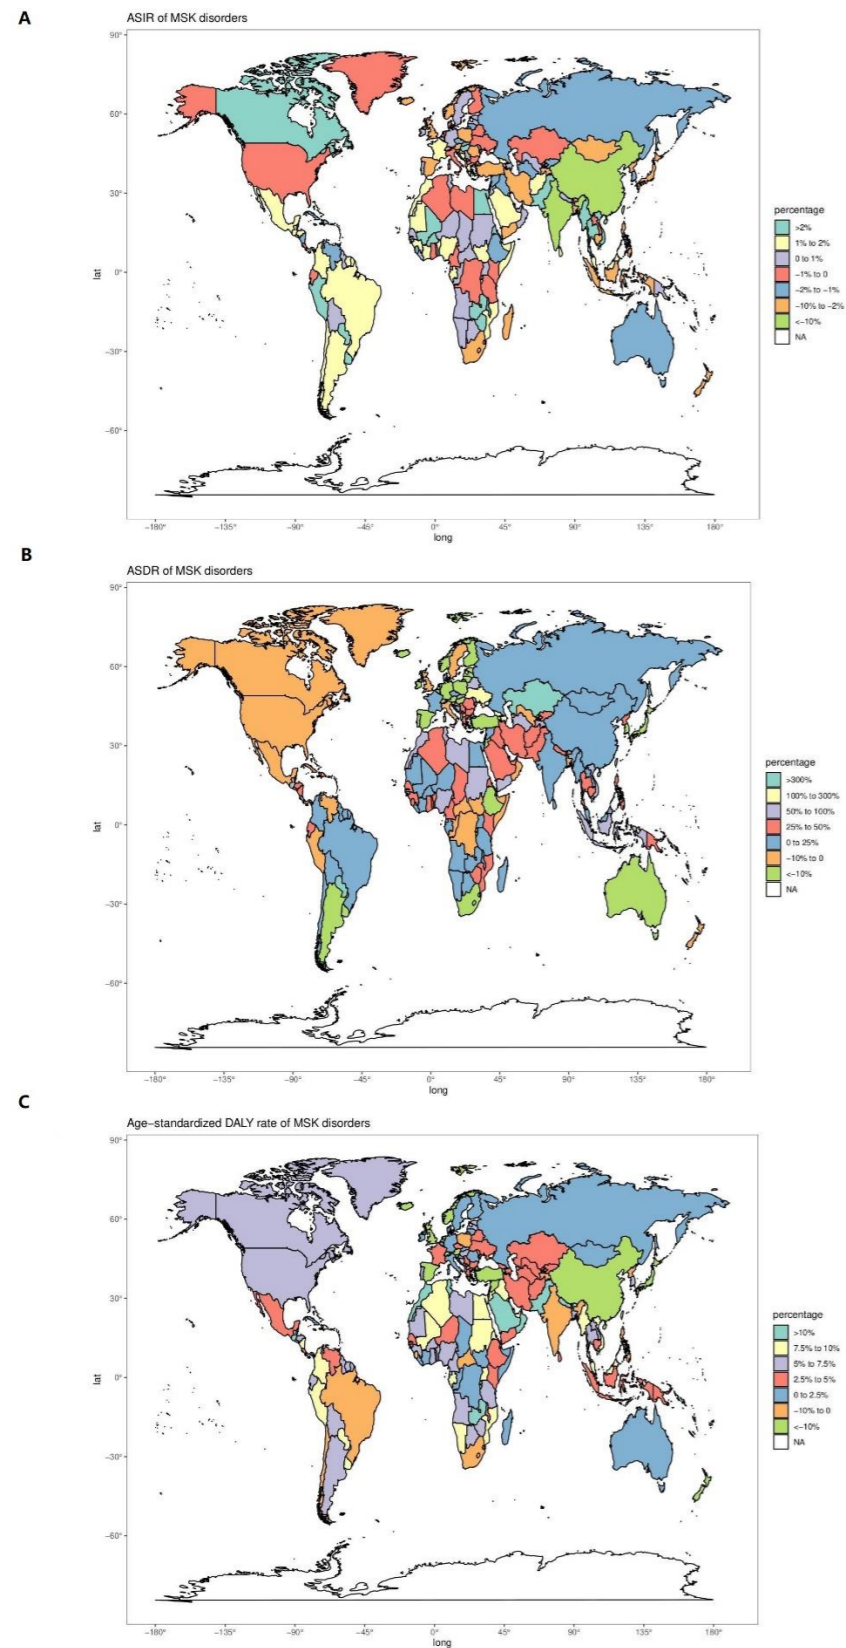 A
ASIR of MSK disorders
90°
60°
30°
0°
−30°
−60°
lat
−180° −135° −90° −45° 0° 45° 90° 135° 180°
long
percentage
>2%
1% to 2%
0 to 1%
−1% to 0
−2% to −1%
−10% to −2%
<−10%
NA
B
ASDR of MSK disorders
90°
60°
30°
0°
−30°
−60°
lat
−180° −135° −90° −45° 0° 45° 90° 135° 180°
long
percentage
>300%
100% to 300%
50% to 100%
25% to 50%
0 to 25%
−10% to 0
<−10%
NA
C
Age−standardized DALY rate of MSK disorders
90°
60°
30°
0°
−30°
−60°
lat
−180° −135° −90° −45° 0° 45° 90° 135° 180°
long
percentage
>10%
7.5% to 10%
5% to 7.5%
2.5% to 5%
0 to 2.5%
−10% to 0
<−10%
NA